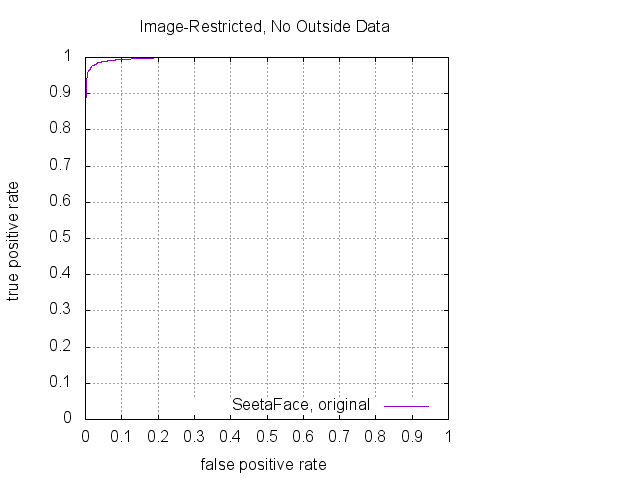 Image-Restricted, No Outside Data
1
0.9
0.8
0.7
0.6
0.5
0.4
0.3
0.2
0.1
0
true positive rate
SeetaFace, original
0 0.1 0.2 0.3 0.4 0.5 0.6 0.7 0.8 0.9 1
false positive rate